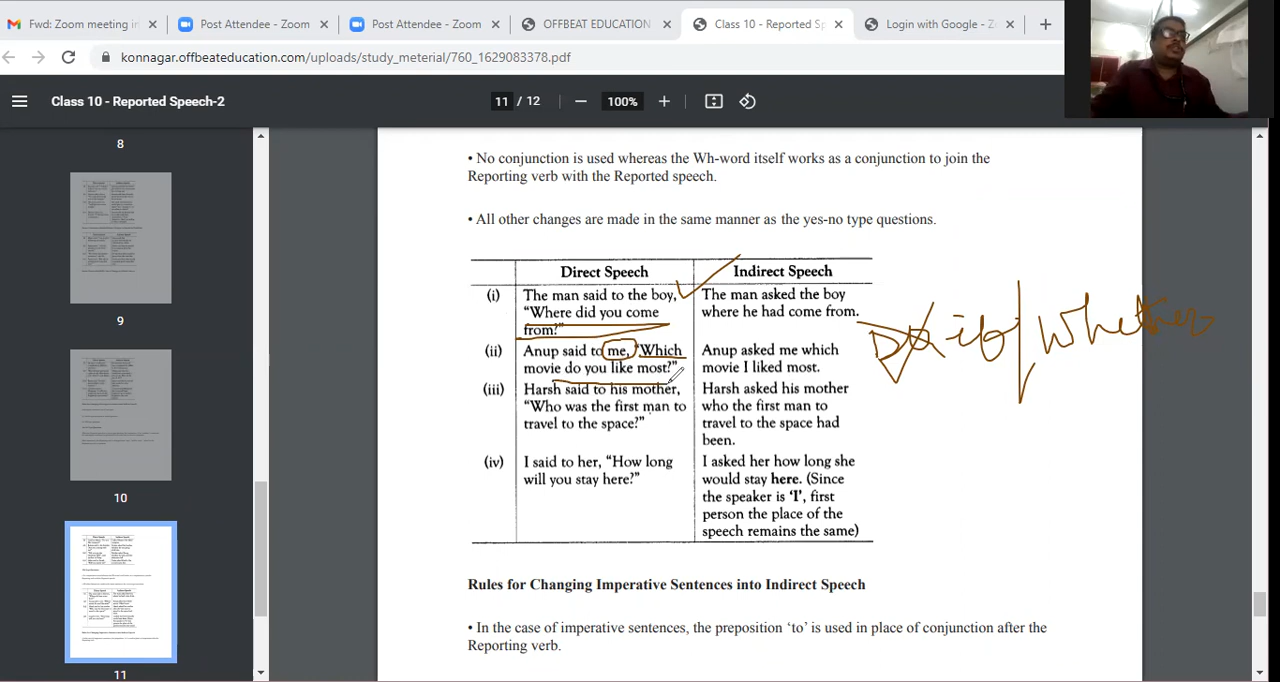 Fwd: Zoom meeting in
Post Attendee - Zoom
Post Attendee - Zoom
OFFBEAT EDUCATION
Class 10 - Reported Sp
Login with Google - Z
konnagar.offbeateducation.com/uploads/study_meterial/760_1629083378.pdf
Class 10 - Reported Speech-2
11 / 12
100%
8
9
10
11
• No conjunction is used whereas the Wh-word itself works as a conjunction to join the
Reporting verb with the Reported speech.
• All other changes are made in the same manner as the yes-no type questions.
Direct Speech Indirect Speech
(i) The man said to the boy, The man asked the boy
"Where did you come where he had come from.
from?"
(ii) Anup said to me, "Which Anup asked me which
movie do you like most?" movie I liked most.
(iii) Harsh said to his mother, Harsh asked his mother
"Who was the first man to who the first man to
travel to the space?" travel to the space had
been.
(iv) I said to her, "How long I asked her how long she
will you stay here?" would stay here. (Since
the speaker is 'I', first
person the place of the
speech remains the same)
if/whether
Rules for Changing Imperative Sentences into Indirect Speech
• In the case of imperative sentences, the preposition 'to' is used in place of conjunction after the
Reporting verb.